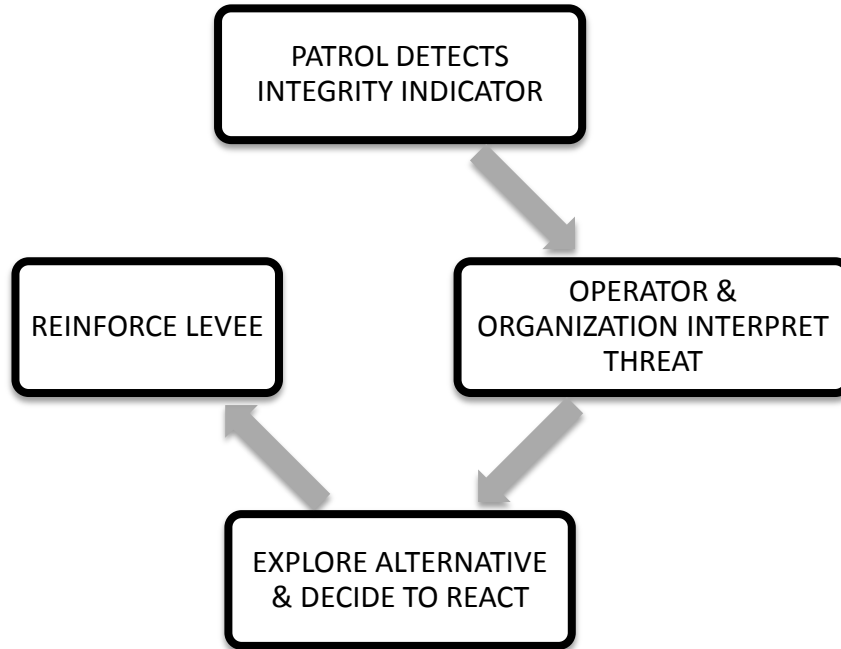 PATROL DETECTS
INTEGRITY INDICATOR
OPERATOR &
ORGANIZATION INTERPRET
THREAT
EXPLORE ALTERNATIVE
& DECIDE TO REACT
REINFORCE LEVEE